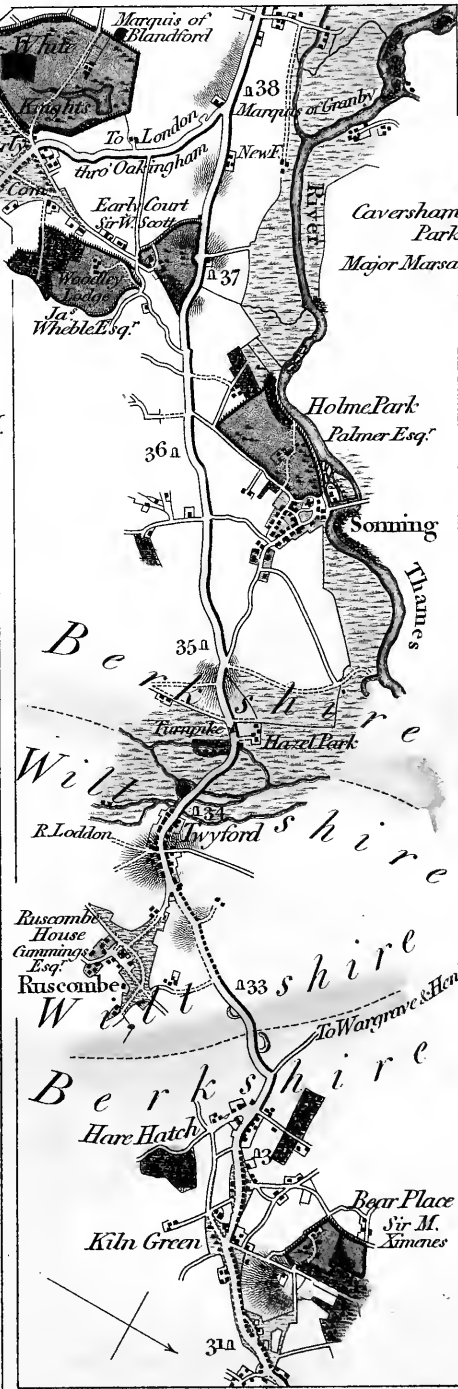 Marquis of
Blandford
White
Knights
38
Marquis of Granby
To London
thro' Oakingham
New F.
River
Early Court
Sir W. Scott
Caversham
Park
Major Marsa
37
Woodley
Lodge
Jas. Wheble Esqr.
Holme Park
Palmer Esqr.
36
Sonning
Thames
35
Berkshire
Turnpike
Hazel Park
Wiltshire
34
R. Loddon
Twyford
Ruscombe
House
Cummings
Esqr.
Ruscombe
33
Wiltshire
To Wargrave & Hen
Berkshire
Hare Hatch
3
Bear Place
Sir M.
Ximenes
Kiln Green
31